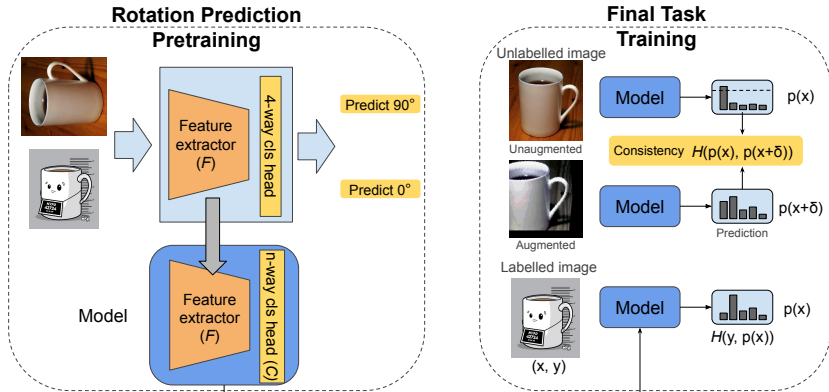 Rotation Prediction
Pretraining
Feature
extractor
(F)
4-way cls head
Predict 90°
Predict 0°
Model
Feature
extractor
(F)
n-way cls head (C)
Final Task
Training
Unlabelled image
Unaugmented
Model
p(x)
Consistency H(p(x), p(x+δ))
Augmented
Model
p(x+δ)
Prediction
Labelled image
(x, y)
Model
p(x)
H(y, p(x))